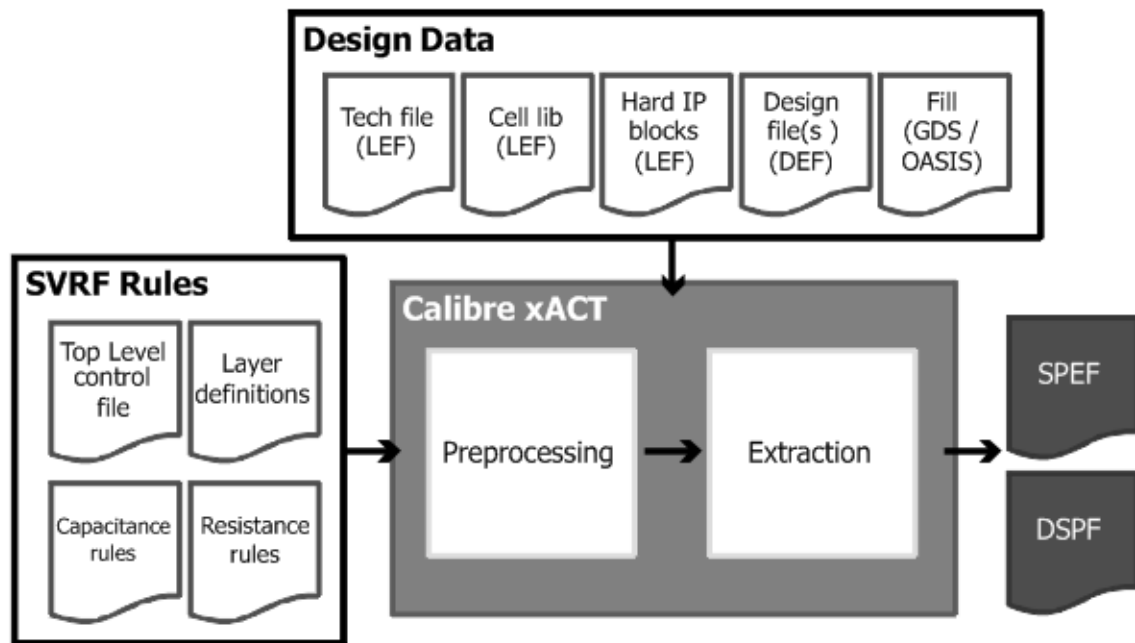 Design Data
Tech file
(LEF)
Cell lib
(LEF)
Hard IP
blocks
(LEF)
Design
file(s )
(DEF)
Fill
(GDS /
OASIS)
SVRF Rules
Top Level
control
file
Layer
definitions
Capacitance
rules
Resistance
rules
Calibre xACT
Preprocessing
Extraction
SPEF
DSPF